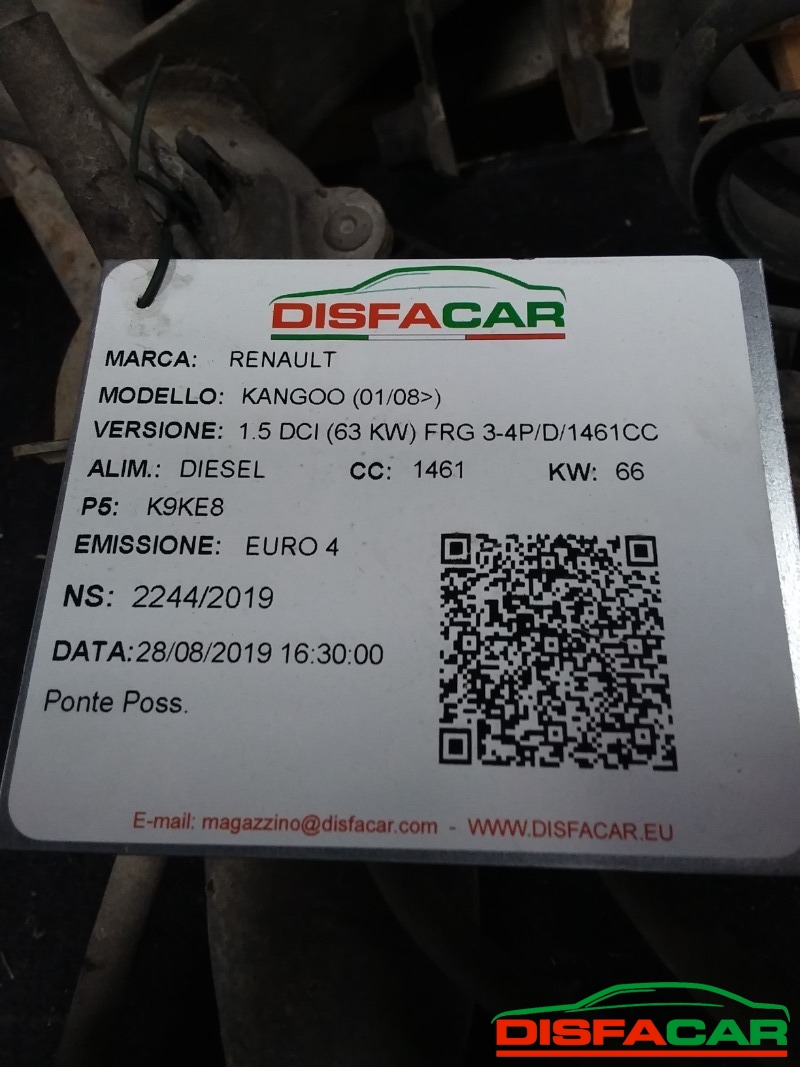 DISFACAR
MARCA: RENAULT
MODELLO: KANGOO (01/08>)
VERSIONE: 1.5 DCI (63 KW) FRG 3-4P/D/1461CC
ALIM.: DIESEL CC: 1461 KW: 66
P5: K9KE8
EMISSIONE: EURO 4
NS: 2244/2019
DATA:28/08/2019 16:30:00
Ponte Poss.
E-mail: magazzino@disfacar.com - WWW.DISFACAR.EU
DISFACAR